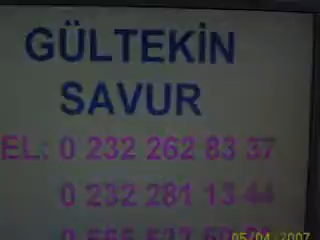 GÜLTEKİN
SAVUR
EL: 0 232 262 83 37
0 232 281 13 44
05/04/2007